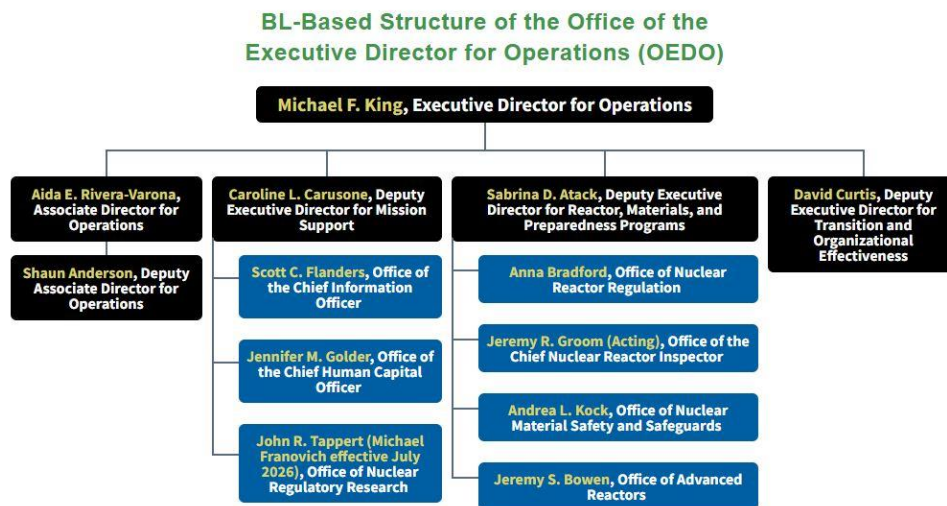 BL-Based Structure of the Office of the
Executive Director for Operations (OEDO)
Michael F. King, Executive Director for Operations
Aida E. Rivera-Varona,
Associate Director for
Operations
Shaun Anderson, Deputy
Associate Director for
Operations
Caroline L. Carusone, Deputy
Executive Director for Mission
Support
Scott C. Flanders, Office of
the Chief Information
Officer
Jennifer M. Golder, Office of
the Chief Human Capital
Officer
John R. Tappert (Michael
Franovich effective July
2026), Office of Nuclear
Regulatory Research
Sabrina D. Atack, Deputy Executive
Director for Reactor, Materials, and
Preparedness Programs
Anna Bradford, Office of Nuclear
Reactor Regulation
Jeremy R. Groom (Acting), Office of the
Chief Nuclear Reactor Inspector
Andrea L. Kock, Office of Nuclear
Material Safety and Safeguards
Jeremy S. Bowen, Office of Advanced
Reactors
David Curtis, Deputy
Executive Director for
Transition and
Organizational
Effectiveness